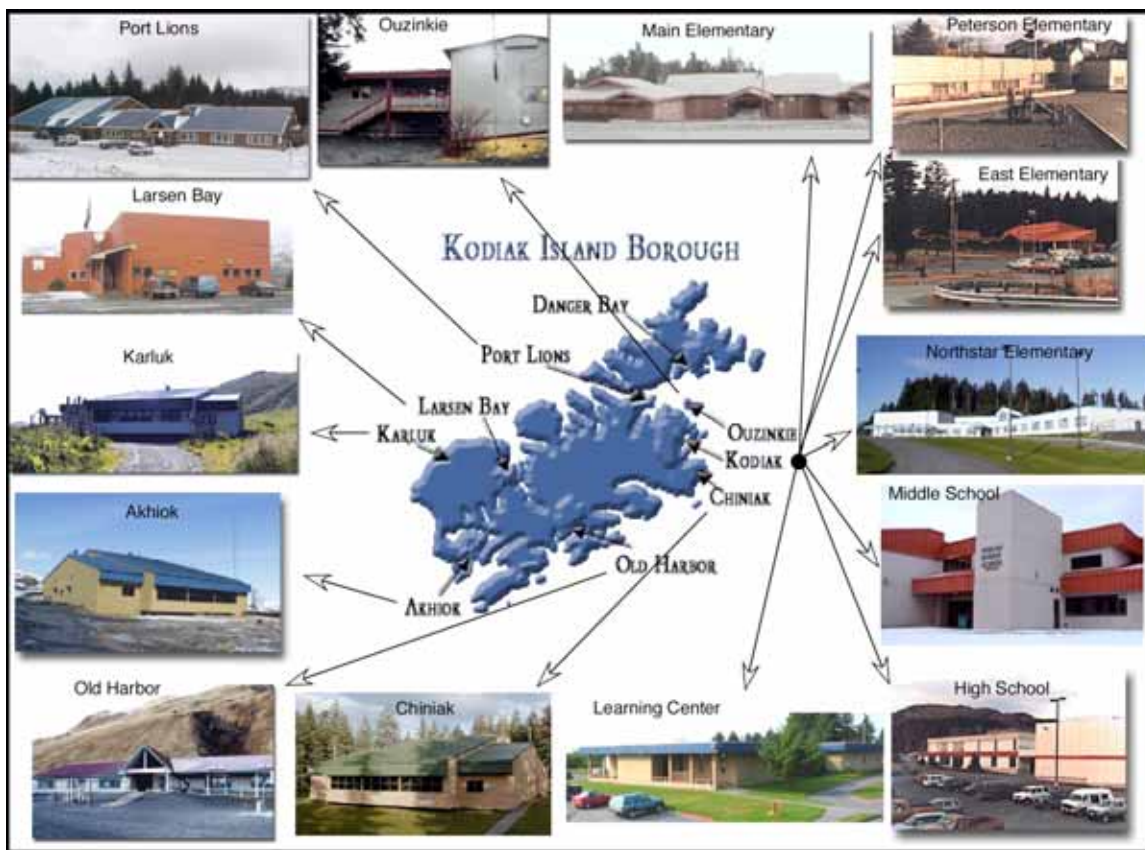 Port Lions
Ouzinkie
Main Elementary
Peterson Elementary
East Elementary
Larsen Bay
Kodiak Island Borough
Danger Bay
Port Lions
Karluk
Northstar Elementary
Larsen Bay
Karluk
Ouzinkie
Kodiak
Chiniak
Middle School
Akhiok
Old Harbor
Akhiok
Old Harbor
Chiniak
Learning Center
High School